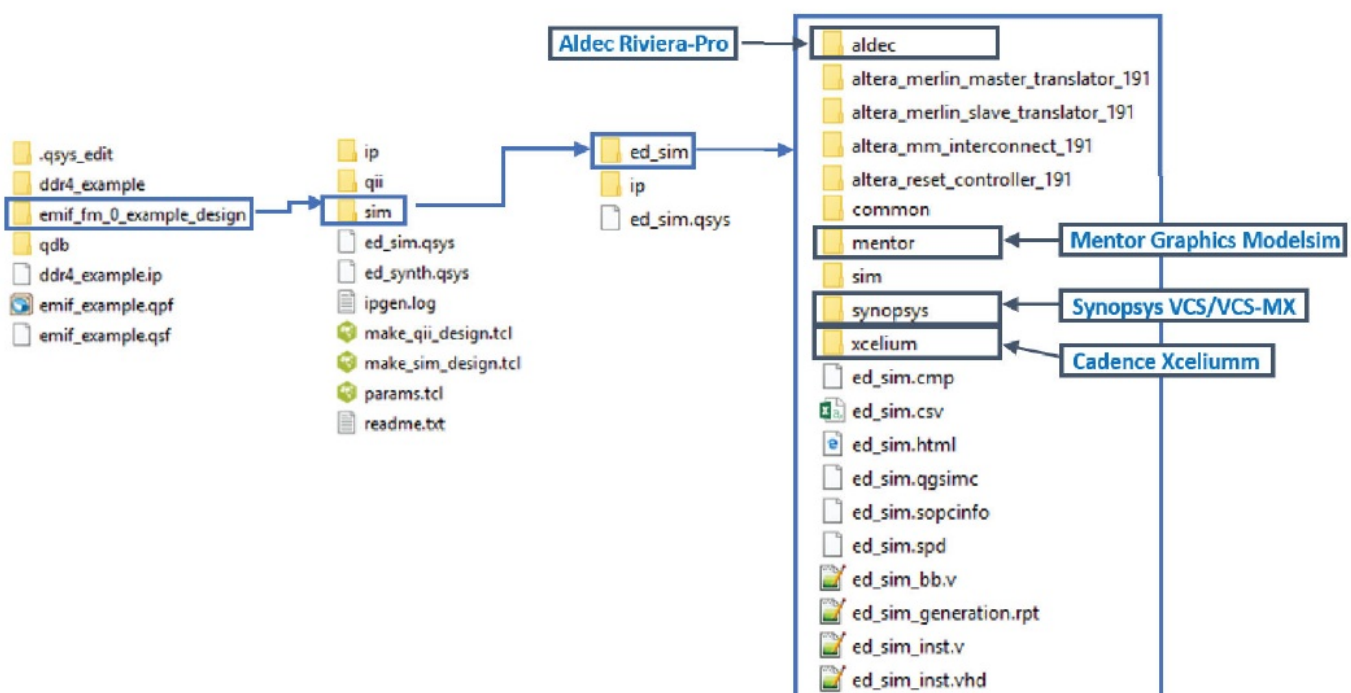 .qsys_edit
ddr4_example
emif_fm_0_example_design
qdb
ddr4_example.ip
emif_example.qpf
emif_example.qsf
ip
qii
sim
ed_sim.qsys
ed_synth.qsys
ipgen.log
make_qii_design.tcl
make_sim_design.tcl
params.tcl
readme.txt
ed_sim
ip
ed_sim.qsys
Aldec Riviera-Pro
aldec
altera_merlin_master_translator_191
altera_merlin_slave_translator_191
altera_mm_interconnect_191
altera_reset_controller_191
common
mentor
Mentor Graphics Modelsim
sim
synopsys
Synopsys VCS/VCS-MX
xcelium
Cadence Xceliumm
ed_sim.cmp
ed_sim.csv
ed_sim.html
ed_sim.qgsimc
ed_sim.sopcinfo
ed_sim.spd
ed_sim_bb.v
ed_sim_generation.rpt
ed_sim_inst.v
ed_sim_inst.vhd